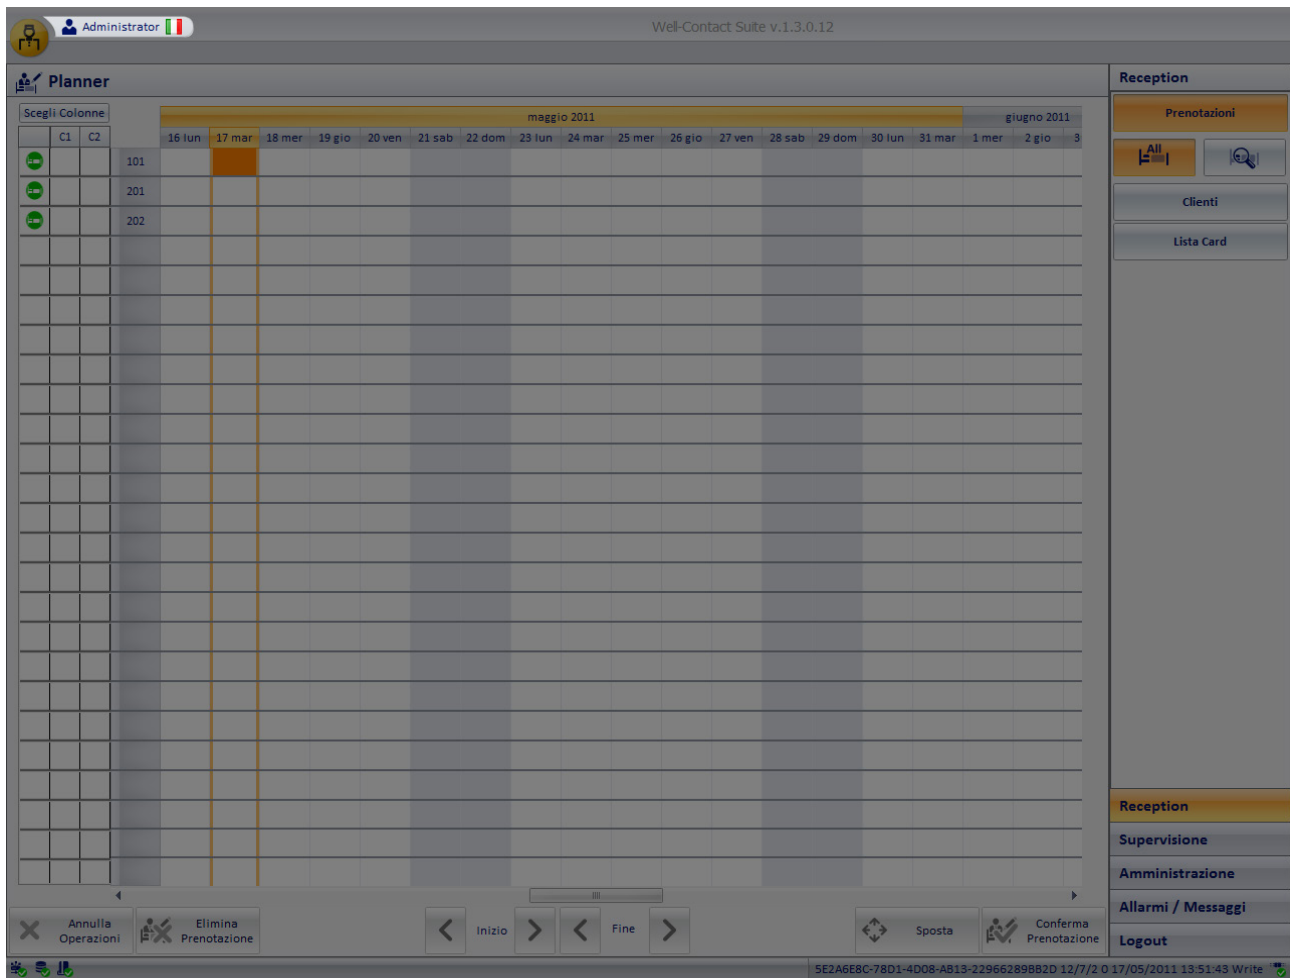 Administrator
Well-Contact Suite v.1.3.0.12
Planner
Reception
Scegli Colonne
maggio 2011 giugno 2011
C1 C2 16 lun 17 mar 18 mer 19 gio 20 ven 21 sab 22 dom 23 lun 24 mar 25 mer 26 gio 27 ven 28 sab 29 dom 30 lun 31 mar 1 mer 2 gio 3
101
201
202
Prenotazioni
All
Clienti
Lista Card
Reception
Supervisione
Amministrazione
Allarmi / Messaggi
Logout
Annulla Operazioni
Elimina Prenotazione
Inizio
Fine
Sposta
Conferma Prenotazione
5E2A6E8C-78D1-4D08-AB13-22966289BB2D 12/7/2 0 17/05/2011 13:51:43 Write